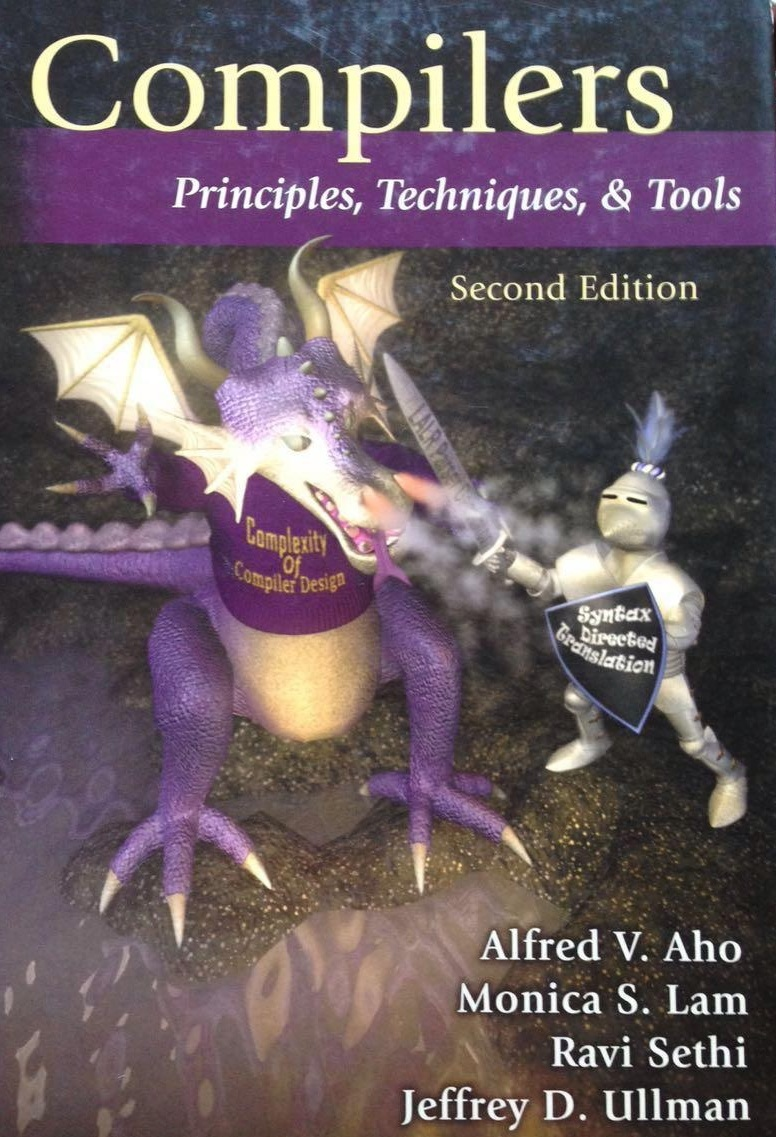 Compilers
Principles, Techniques, & Tools
Second Edition
Complexity
Of
Compiler Design
Syntax
Directed
Translation
Alfred V. Aho
Monica S. Lam
Ravi Sethi
Jeffrey D. Ullman